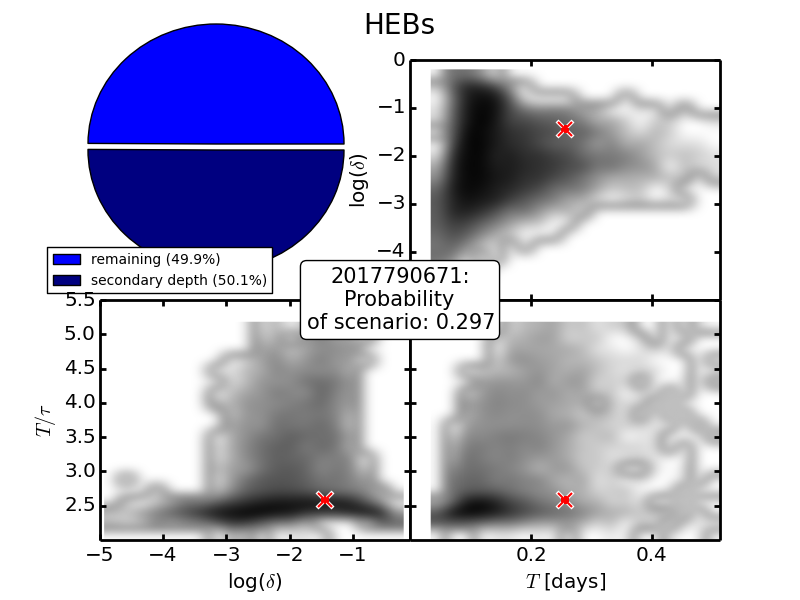 HEBs
0
−1
−2
−3
−4
log(δ)
remaining (49.9%)
secondary depth (50.1%)
2017790671:
Probability
of scenario: 0.297
5.5
5.0
4.5
4.0
3.5
3.0
2.5
T/τ
−5 −4 −3 −2 −1
0.2 0.4
log(δ)
T [days]